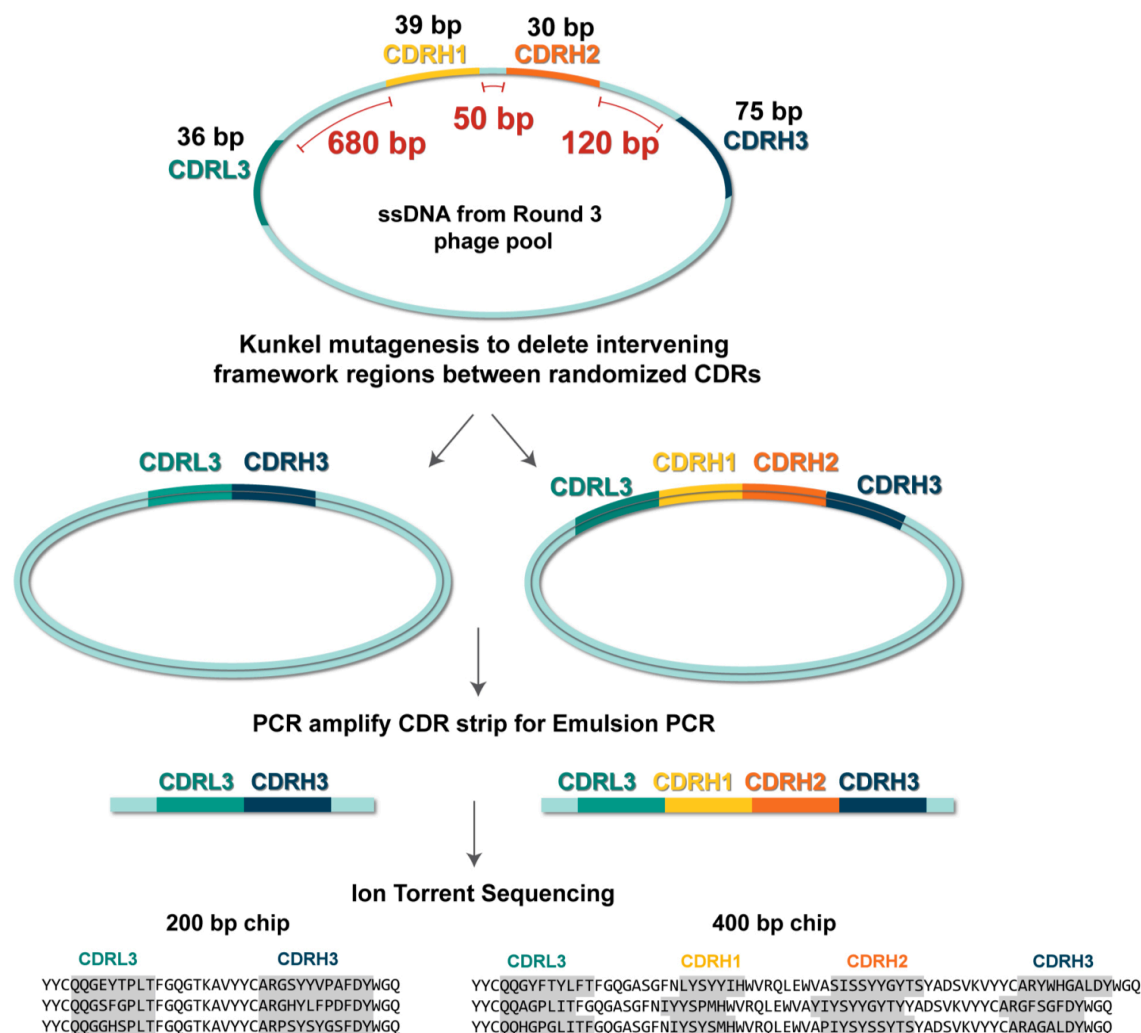 39 bp
CDRH1
30 bp
CDRH2
36 bp
CDRL3
75 bp
CDRH3
680 bp
50 bp
120 bp
ssDNA from Round 3
phage pool
Kunkel mutagenesis to delete intervening
framework regions between randomized CDRs
CDRL3 CDRH3
CDRL3 CDRH1 CDRH2 CDRH3
PCR amplify CDR strip for Emulsion PCR
CDRL3 CDRH3
CDRL3 CDRH1 CDRH2 CDRH3
Ion Torrent Sequencing
200 bp chip
CDRL3 CDRH3
YYCQQGEYTPLTFGQGTKAVYYCARGSYYVPAFDYWGQ
YYCQQGSFGPLTFGQGTKAVYYCARGHYLFPDFDYWGQ
YYCQQGGHSPLTFGQGTKAVYYCARPSYSYGSFDYWGQ
400 bp chip
CDRL3 CDRH1 CDRH2 CDRH3
YYCQQGYFTYLFTFGQGASGFNLYSYYIHWVRQLEWVASISSYYGYTSYADSVKVYYCARYWHGALDYWGQ
YYCQQAGPLITFGQGASGFNIYSPMHWVRQLEWVAIYSYYGYTYADSVKVYYCAGFSGFDYWGQ
YYCQQHGPGLITFGQGASGFNIYSYSMHWVRQLEWVAPIYSYSSYTSYADSVKVYYCARAGLDYWGQ